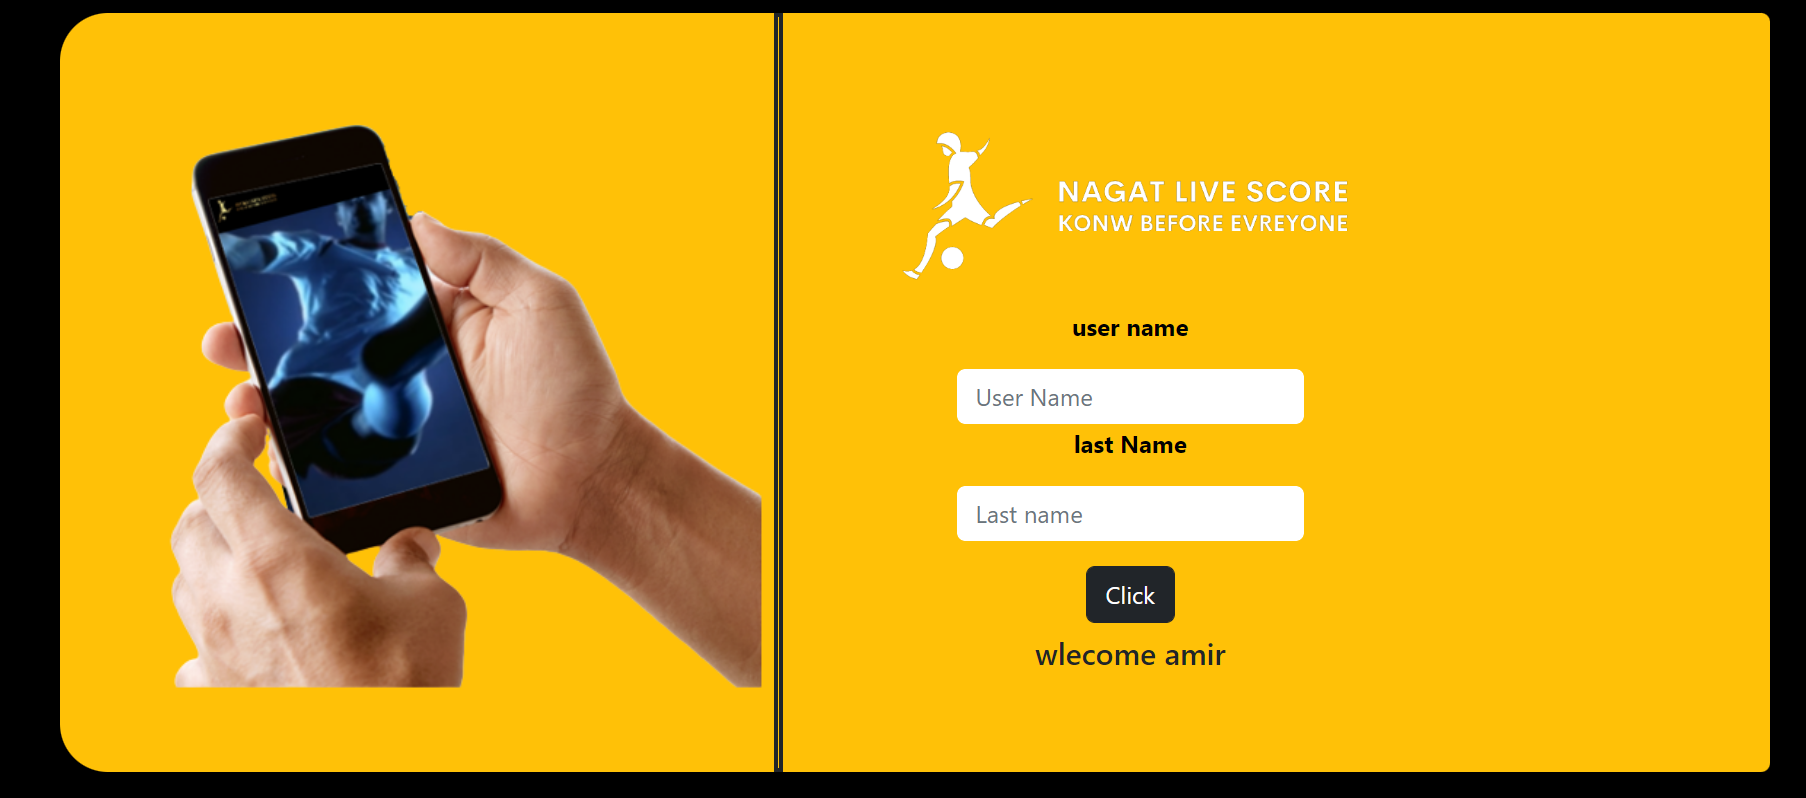 NAGAT LIVE SCORE
KONW BEFORE EVREYONE
user name
User Name
last Name
Last name
Click
wlecome amir